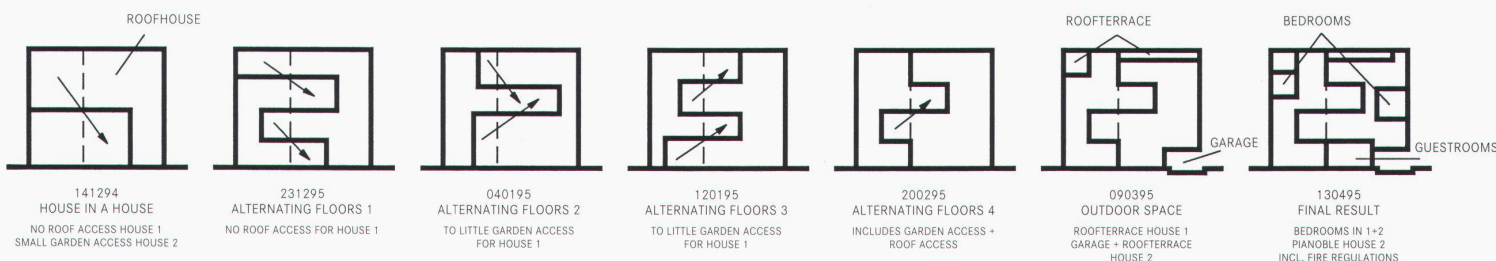 ROOFHOUSE
141294
HOUSE IN A HOUSE
NO ROOF ACCESS HOUSE 1
SMALL GARDEN ACCESS HOUSE 2
231295
ALTERNATING FLOORS 1
NO ROOF ACCESS FOR HOUSE 1
040195
ALTERNATING FLOORS 2
TO LITTLE GARDEN ACCESS
FOR HOUSE 1
120195
ALTERNATING FLOORS 3
TO LITTLE GARDEN ACCESS
FOR HOUSE 1
200295
ALTERNATING FLOORS 4
INCLUDES GARDEN ACCESS +
ROOF ACCESS
ROOFTERRACE
GARAGE
090395
OUTDOOR SPACE
ROOFTERRACE HOUSE 1
GARAGE + ROOFTERRACE
HOUSE 2
BEDROOMS
GUESTROOMS
130495
FINAL RESULT
BEDROOMS IN 1+2
PIANOBLE HOUSE 2
INCL. FIRE REGULATIONS